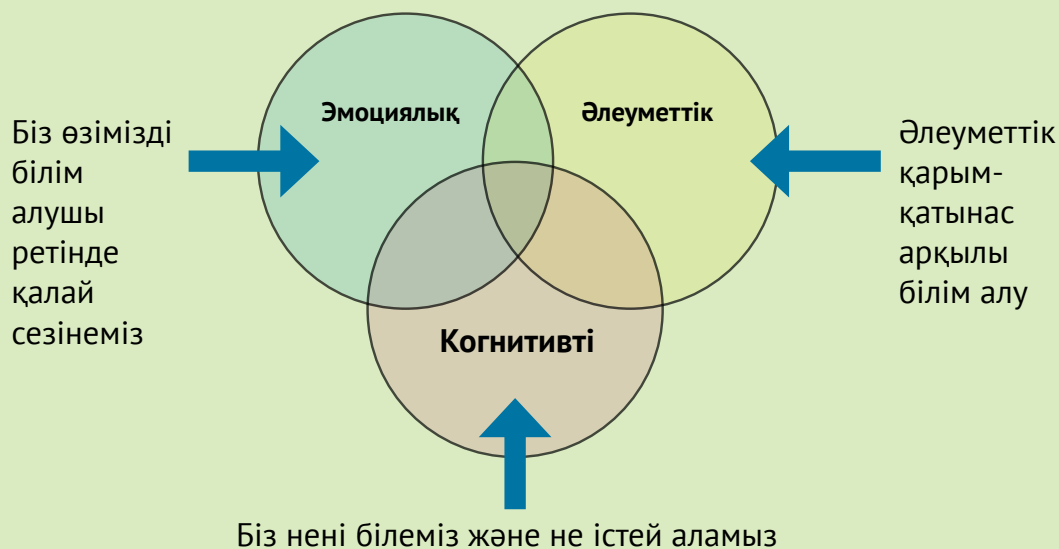 Эмоциялық
Әлеуметтік
Біз өзімізді
білім
алушы
ретінде
қалай
сезінеміз
Әлеуметтік
қарым-
қатынас
арқылы
білім алу
Когнитивті
Біз нені білеміз және не істей аламыз